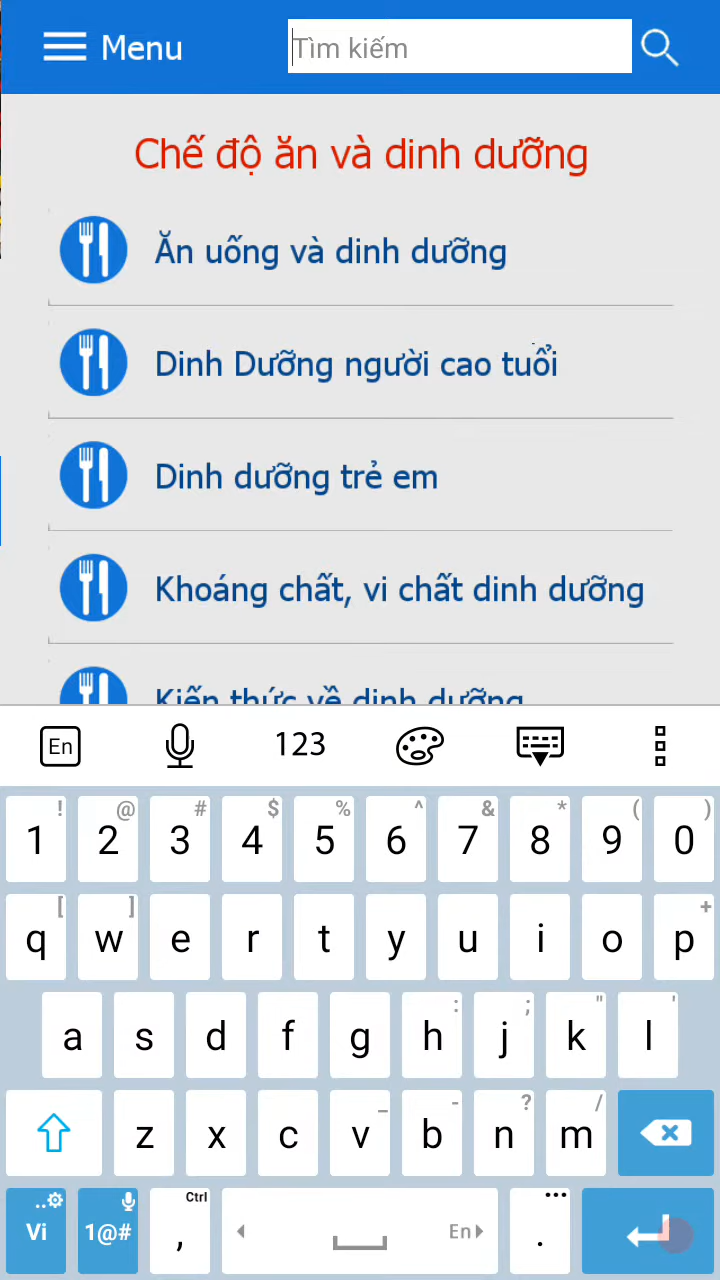 Menu
Tìm kiếm
Chế độ ăn và dinh dưỡng
Ăn uống và dinh dưỡng
Dinh Dưỡng người cao tuổi
Dinh dưỡng trẻ em
Khoáng chất, vi chất dinh dưỡng
Kiến thức về dinh dưỡng
En 123
! @ # $ % ^ & * ( )
1 2 3 4 5 6 7 8 9 0
[ ] +
q w e r t y u i o p
: ; " '
a s d f g h j k l
_ - ? /
z x c v b n m
Ctrl ...
Vi 1@# , En .